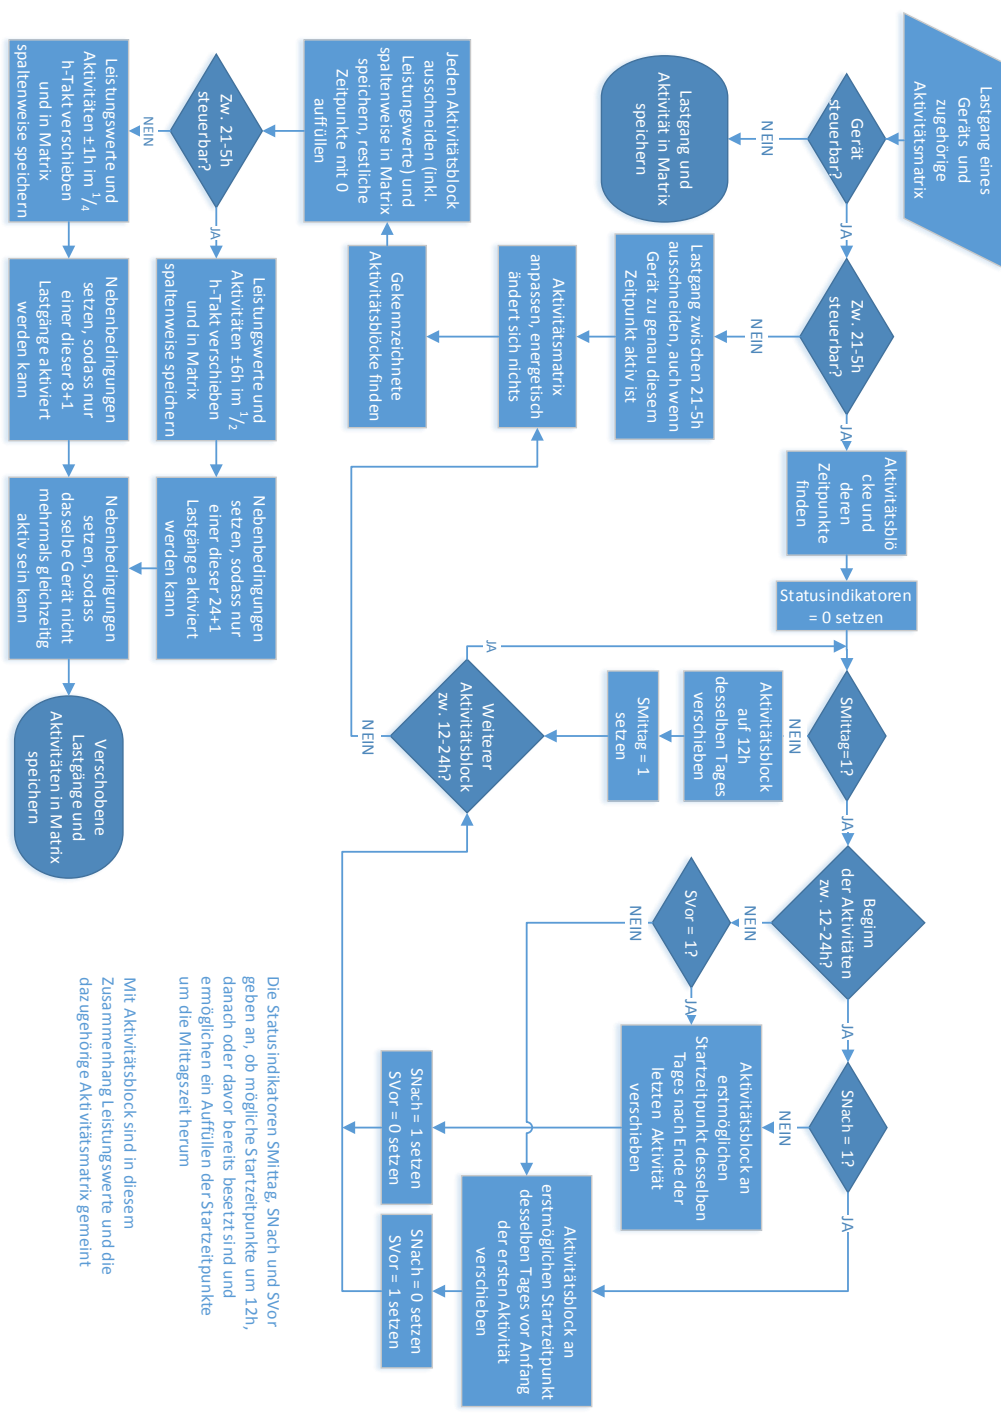 Lastgang eines
Geräts und
zugehörige
Aktivitätsmatrix
Gerät
steuerbar?
NEIN
Lastgang und
Aktivität in Matrix
speichern
JA
Zw. 21-5h
steuerbar?
NEIN
Lastgang zwischen 21-5h
ausschneiden, auch wenn
Gerät zu genau diesem
Zeitpunkt aktiv ist
Aktivitätsmatrix
anpassen, energetisch
ändert sich nichts
Gekennzeichnete
Aktivitätsböcke finden
Jeden Aktivitätsblock
ausschneiden (inkl.
Leistungswerte) und
spaltenweise in Matrix
speichern, restliche
Zeitpunkte mit 0
auffüllen
Zw. 21-5h
steuerbar?
NEIN
Leistungswerte und
Aktivitäten ±1h im 1/4
h-Takt verschieben
und in Matrix
spaltenweise speichern
JA
Leistungswerte und
Aktivitäten ±6h im 1/2
h-Takt verschieben
und in Matrix
spaltenweise speichern
Nebenbedingungen
setzen, sodass nur
einer dieser 8+1
Lastgänge aktiviert
werden kann
Nebenbedingungen
setzen, sodass nur
einer dieser 24+1
Lastgänge aktiviert
werden kann
Nebenbedingungen
setzen, sodass
dasselbe Gerät nicht
mehrmals gleichzeitig
aktiv sein kann
Verschobene
Lastgänge und
Aktivitäten in Matrix
speichern
JA
Aktivitätsblö
cke und
deren
Zeitpunkte
finden
Statusindikatoren
= 0 setzen
SMittag=1?
NEIN
Aktivitätsblock
auf 12h
desselben Tages
verschieben
SMittag = 1
setzen
Weiterer
Aktivitätsblock
zw. 12-24h?
JA
NEIN
JA
Beginn
der Aktivitäten
zw. 12-24h?
NEIN
SVor = 1?
NEIN
JA
JA
SNach = 1?
NEIN
JA
Aktivitätsblock an
erstmöglichen
Startzeitpunkt desselben
Tages nach Ende der
letzten Aktivität
verschieben
SNach = 1 setzen
SVor = 0 setzen
Aktivitätsblock an
erstmöglichen Startzeitpunkt
desselben Tages vor Anfang
der ersten Aktivität
verschieben
SNach = 0 setzen
SVor = 1 setzen
Die Statusindikatoren SMittag, SNach und SVor
geben an, ob mögliche Startzeitpunkte um 12h,
danach oder davor bereits besetzt sind und
ermöglichen ein Auffüllen der Startzeitpunkte
um die Mittagszeit herum
Mit Aktivitätsblock sind in diesem
Zusammenhang Leistungswerte und die
dazugehörige Aktivitätsmatrix gemeint